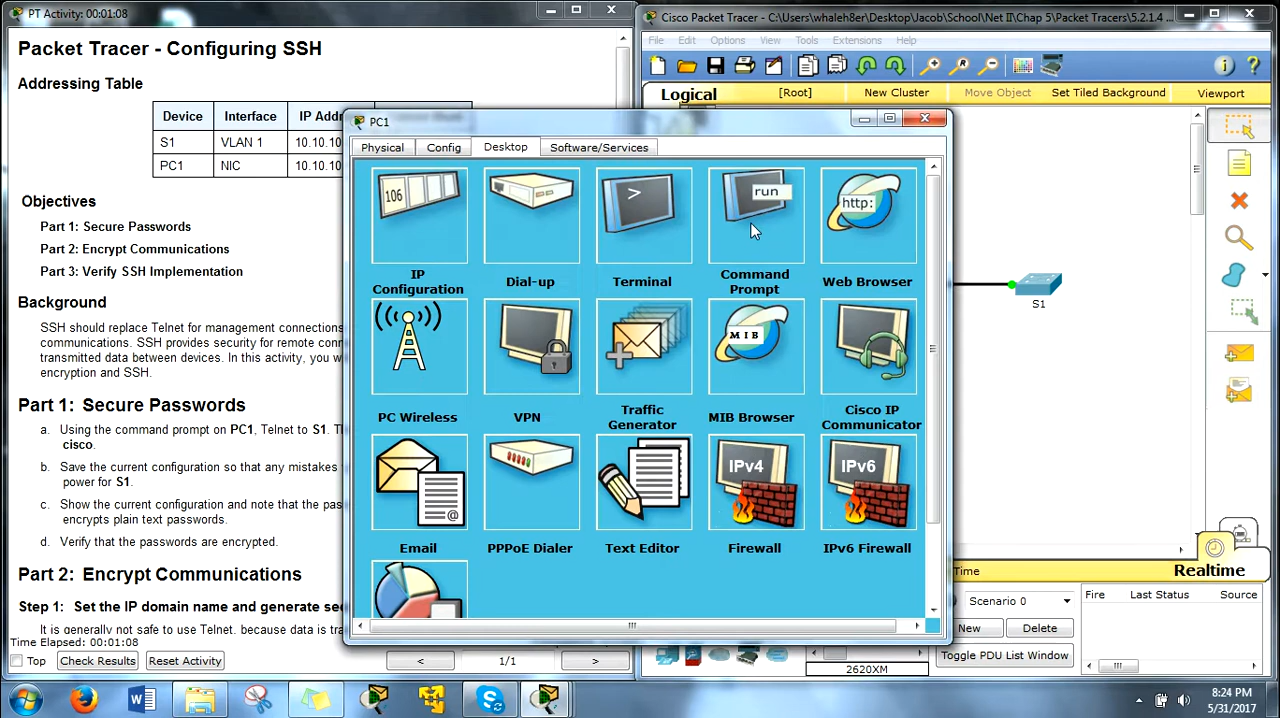 PT Activity: 00:01:08
Packet Tracer - Configuring SSH
Addressing Table
Device Interface IP Addr
S1 VLAN 1 10.10.10
PC1 NIC 10.10.10
Objectives
Part 1: Secure Passwords
Part 2: Encrypt Communications
Part 3: Verify SSH Implementation
Background
SSH should replace Telnet for management connections
communications. SSH provides security for remote con
transmitted data between devices. In this activity, you w
encryption and SSH.
Part 1: Secure Passwords
a. Using the command prompt on PC1, Telnet to S1. T
cisco.
b. Save the current configuration so that any mistakes
power for S1.
c. Show the current configuration and note that the pas
encrypts plain text passwords.
d. Verify that the passwords are encrypted.
Part 2: Encrypt Communications
Step 1: Set the IP domain name and generate sec
It is generally not safe to use Telnet, because data is tra
Time Elapsed: 00:01:08
Top Check Results Reset Activity < 1/1 >
PC1
Physical Config Desktop Software/Services
106 > run http:
IP Configuration
Dial-up
Terminal
Command Prompt
Web Browser
MIB
PC Wireless
VPN
Traffic Generator
MIB Browser
Cisco IP Communicator
@ IPv4 IPv6
Email
PPPoE Dialer
Text Editor
Firewall
IPv6 Firewall
Cisco Packet Tracer - C:\Users\whaleh8er\Desktop\Jacob\School\Net II\Chap 5\Packet Tracers\5.2.1.4 ...
File Edit Options View Tools Extensions Help
Logical [Root] New Cluster Move Object Set Tiled Background Viewport
S1
Time Realtime
Scenario 0 Fire Last Status Source
New Delete
Toggle PDU List Window
2620XM
8:24 PM
5/31/2017